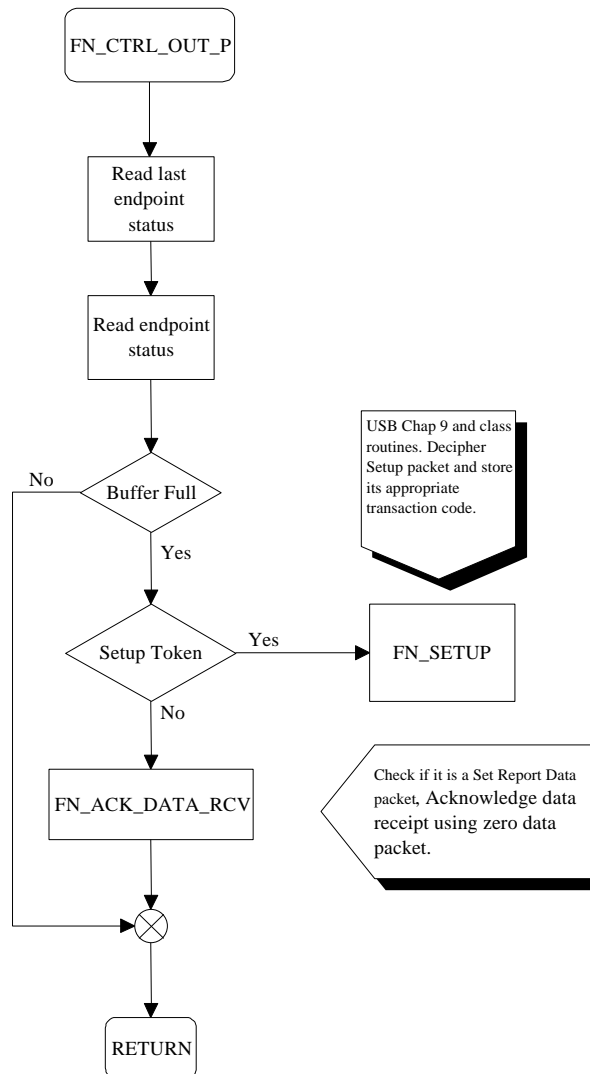 FN_CTRL_OUT_P
Read last
endpoint
status
Read endpoint
status
USB Chap 9 and class
routines. Decipher
Setup packet and store
its appropriate
transaction code.
No
Buffer Full
Yes
Setup Token
Yes
FN_SETUP
No
FN_ACK_DATA_RCV
Check if it is a Set Report Data
packet, Acknowledge data
receipt using zero data
packet.
RETURN